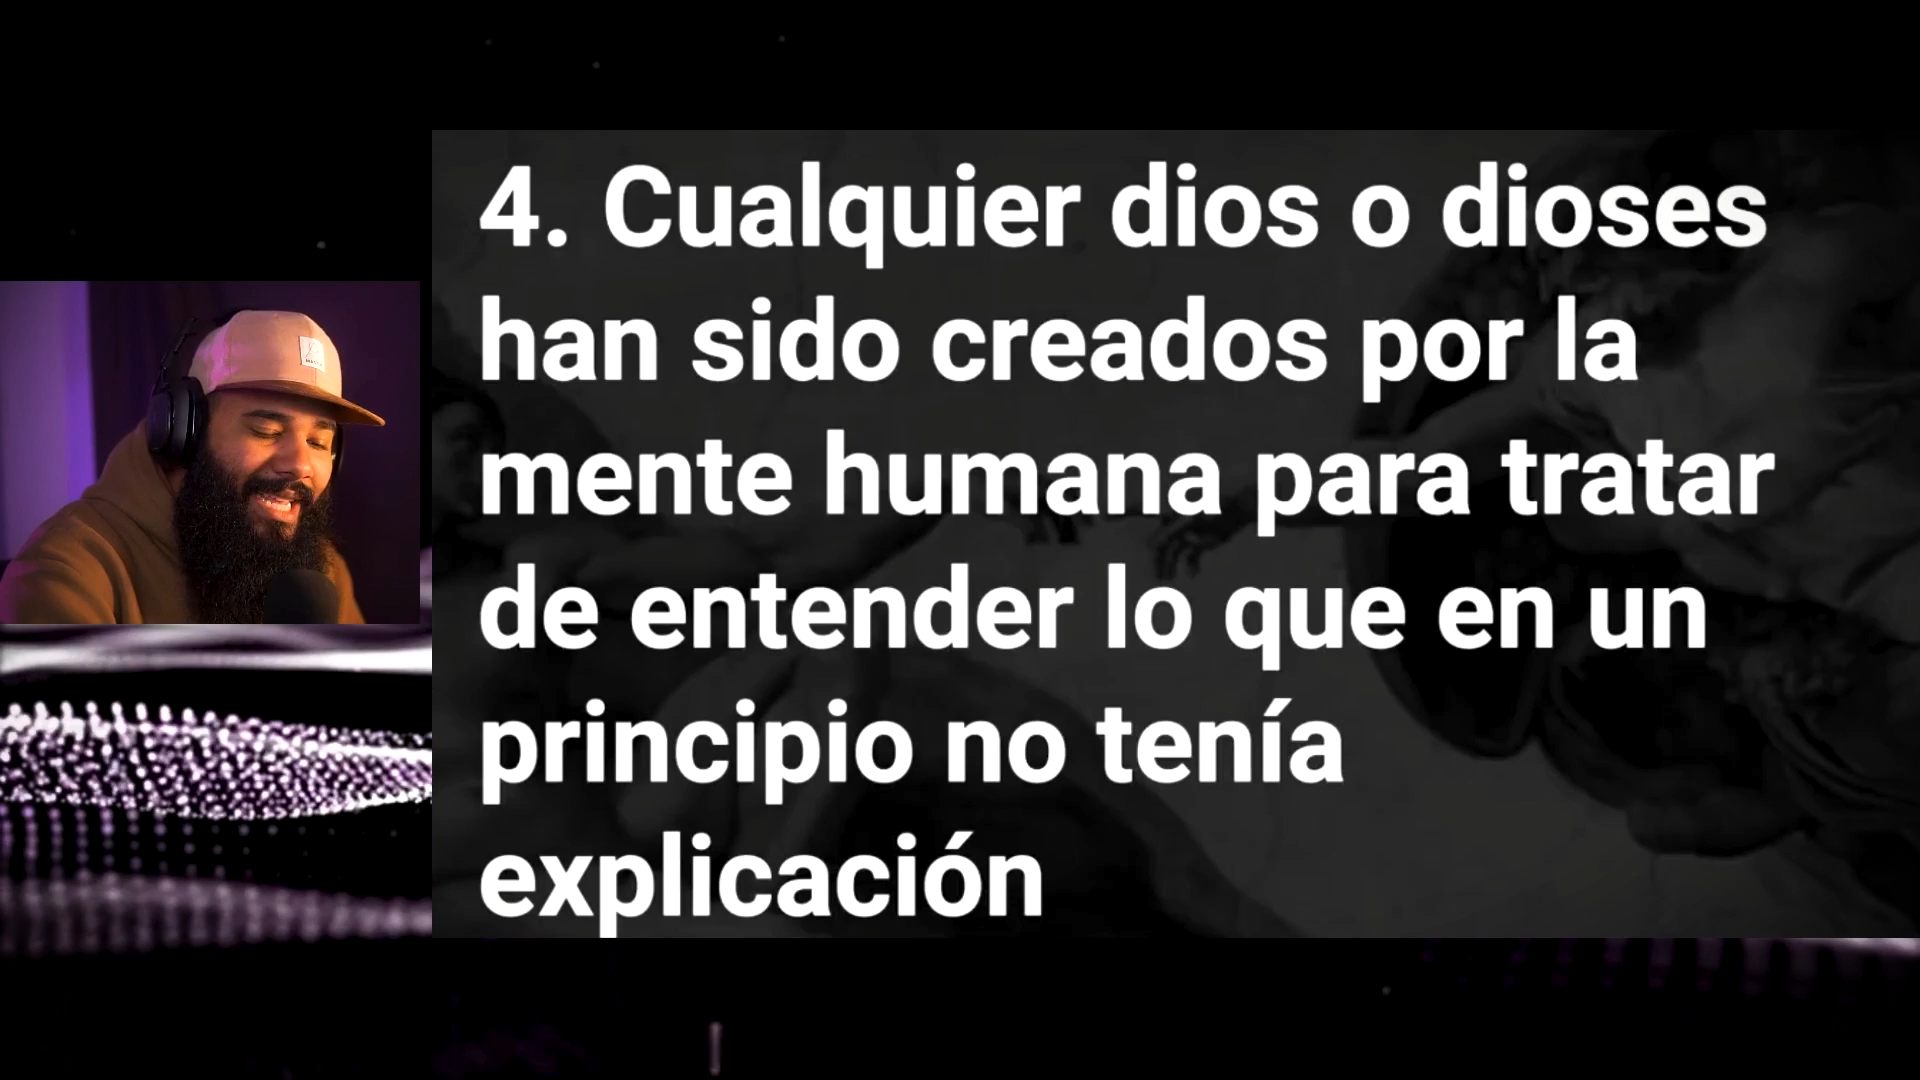 4. Cualquier dios o dioses
han sido creados por la
mente humana para tratar
de entender lo que en un
principio no tenía
explicación